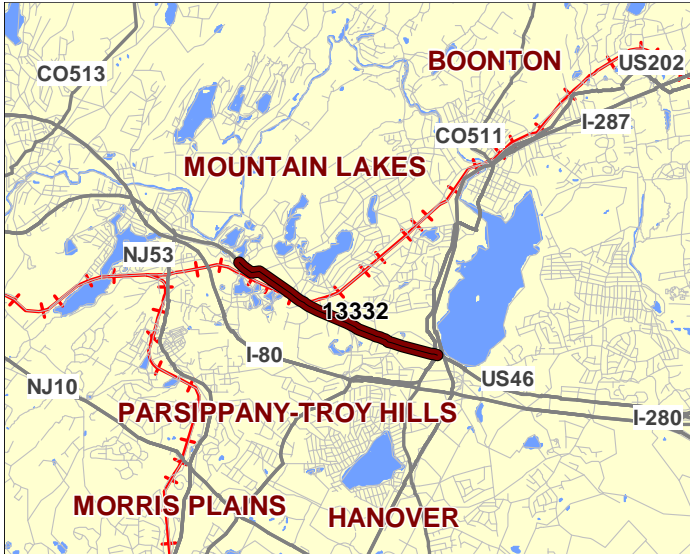 BOONTON
US202
CO513
I-287
CO511
MOUNTAIN LAKES
NJ53
13332
I-80
US46
NJ10
PARSIPPANY-TROY HILLS
I-280
MORRIS PLAINS
HANOVER